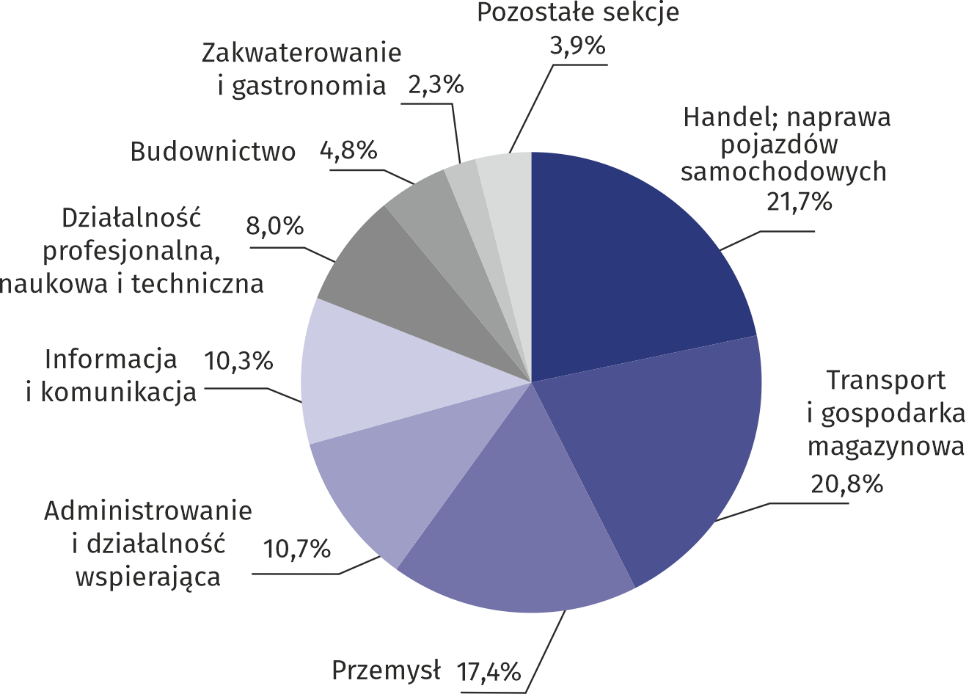 Pozostałe sekcje
3,9%
Handel; naprawa
pojazdów
samochodowych
21,7%
Transport
i gospodarka
magazynowa
20,8%
Przemysł 17,4%
Administrowanie
i działalność
wspierająca
10,7%
Informacja
i komunikacja
10,3%
Działalność
profesjonalna,
naukowa i techniczna
8,0%
Budownictwo 4,8%
Zakwaterowanie
i gastronomia 2,3%